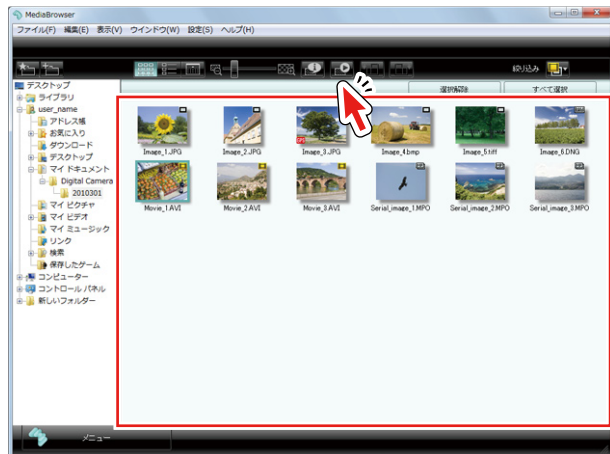 MediaBrowser
ファイル(F) 編集(E) 表示(V) ウインドウ(W) 設定(S) ヘルプ(H)
絞り込み
デスクトップ
選択解除 すべて選択
ライブラリ
user_name
アドレス帳
お気に入り
ダウンロード
デスクトップ
マイ ドキュメント
Digital Camera
2010301
マイ ピクチャ
マイ ビデオ
マイ ミュージック
リンク
検索
保存したゲーム
コンピューター
コントロール パネル
新しいフォルダー
GPS
Image_1.JPG Image_2.JPG Image_3.JPG Image_4.bmp Image_5.tiff Image_6.DNG
Movie_1.AVI Movie_2.AVI Movie_3.AVI Serial_image_1.MPO Serial_image_2.MPO Serial_image_3.MPO
メニュー